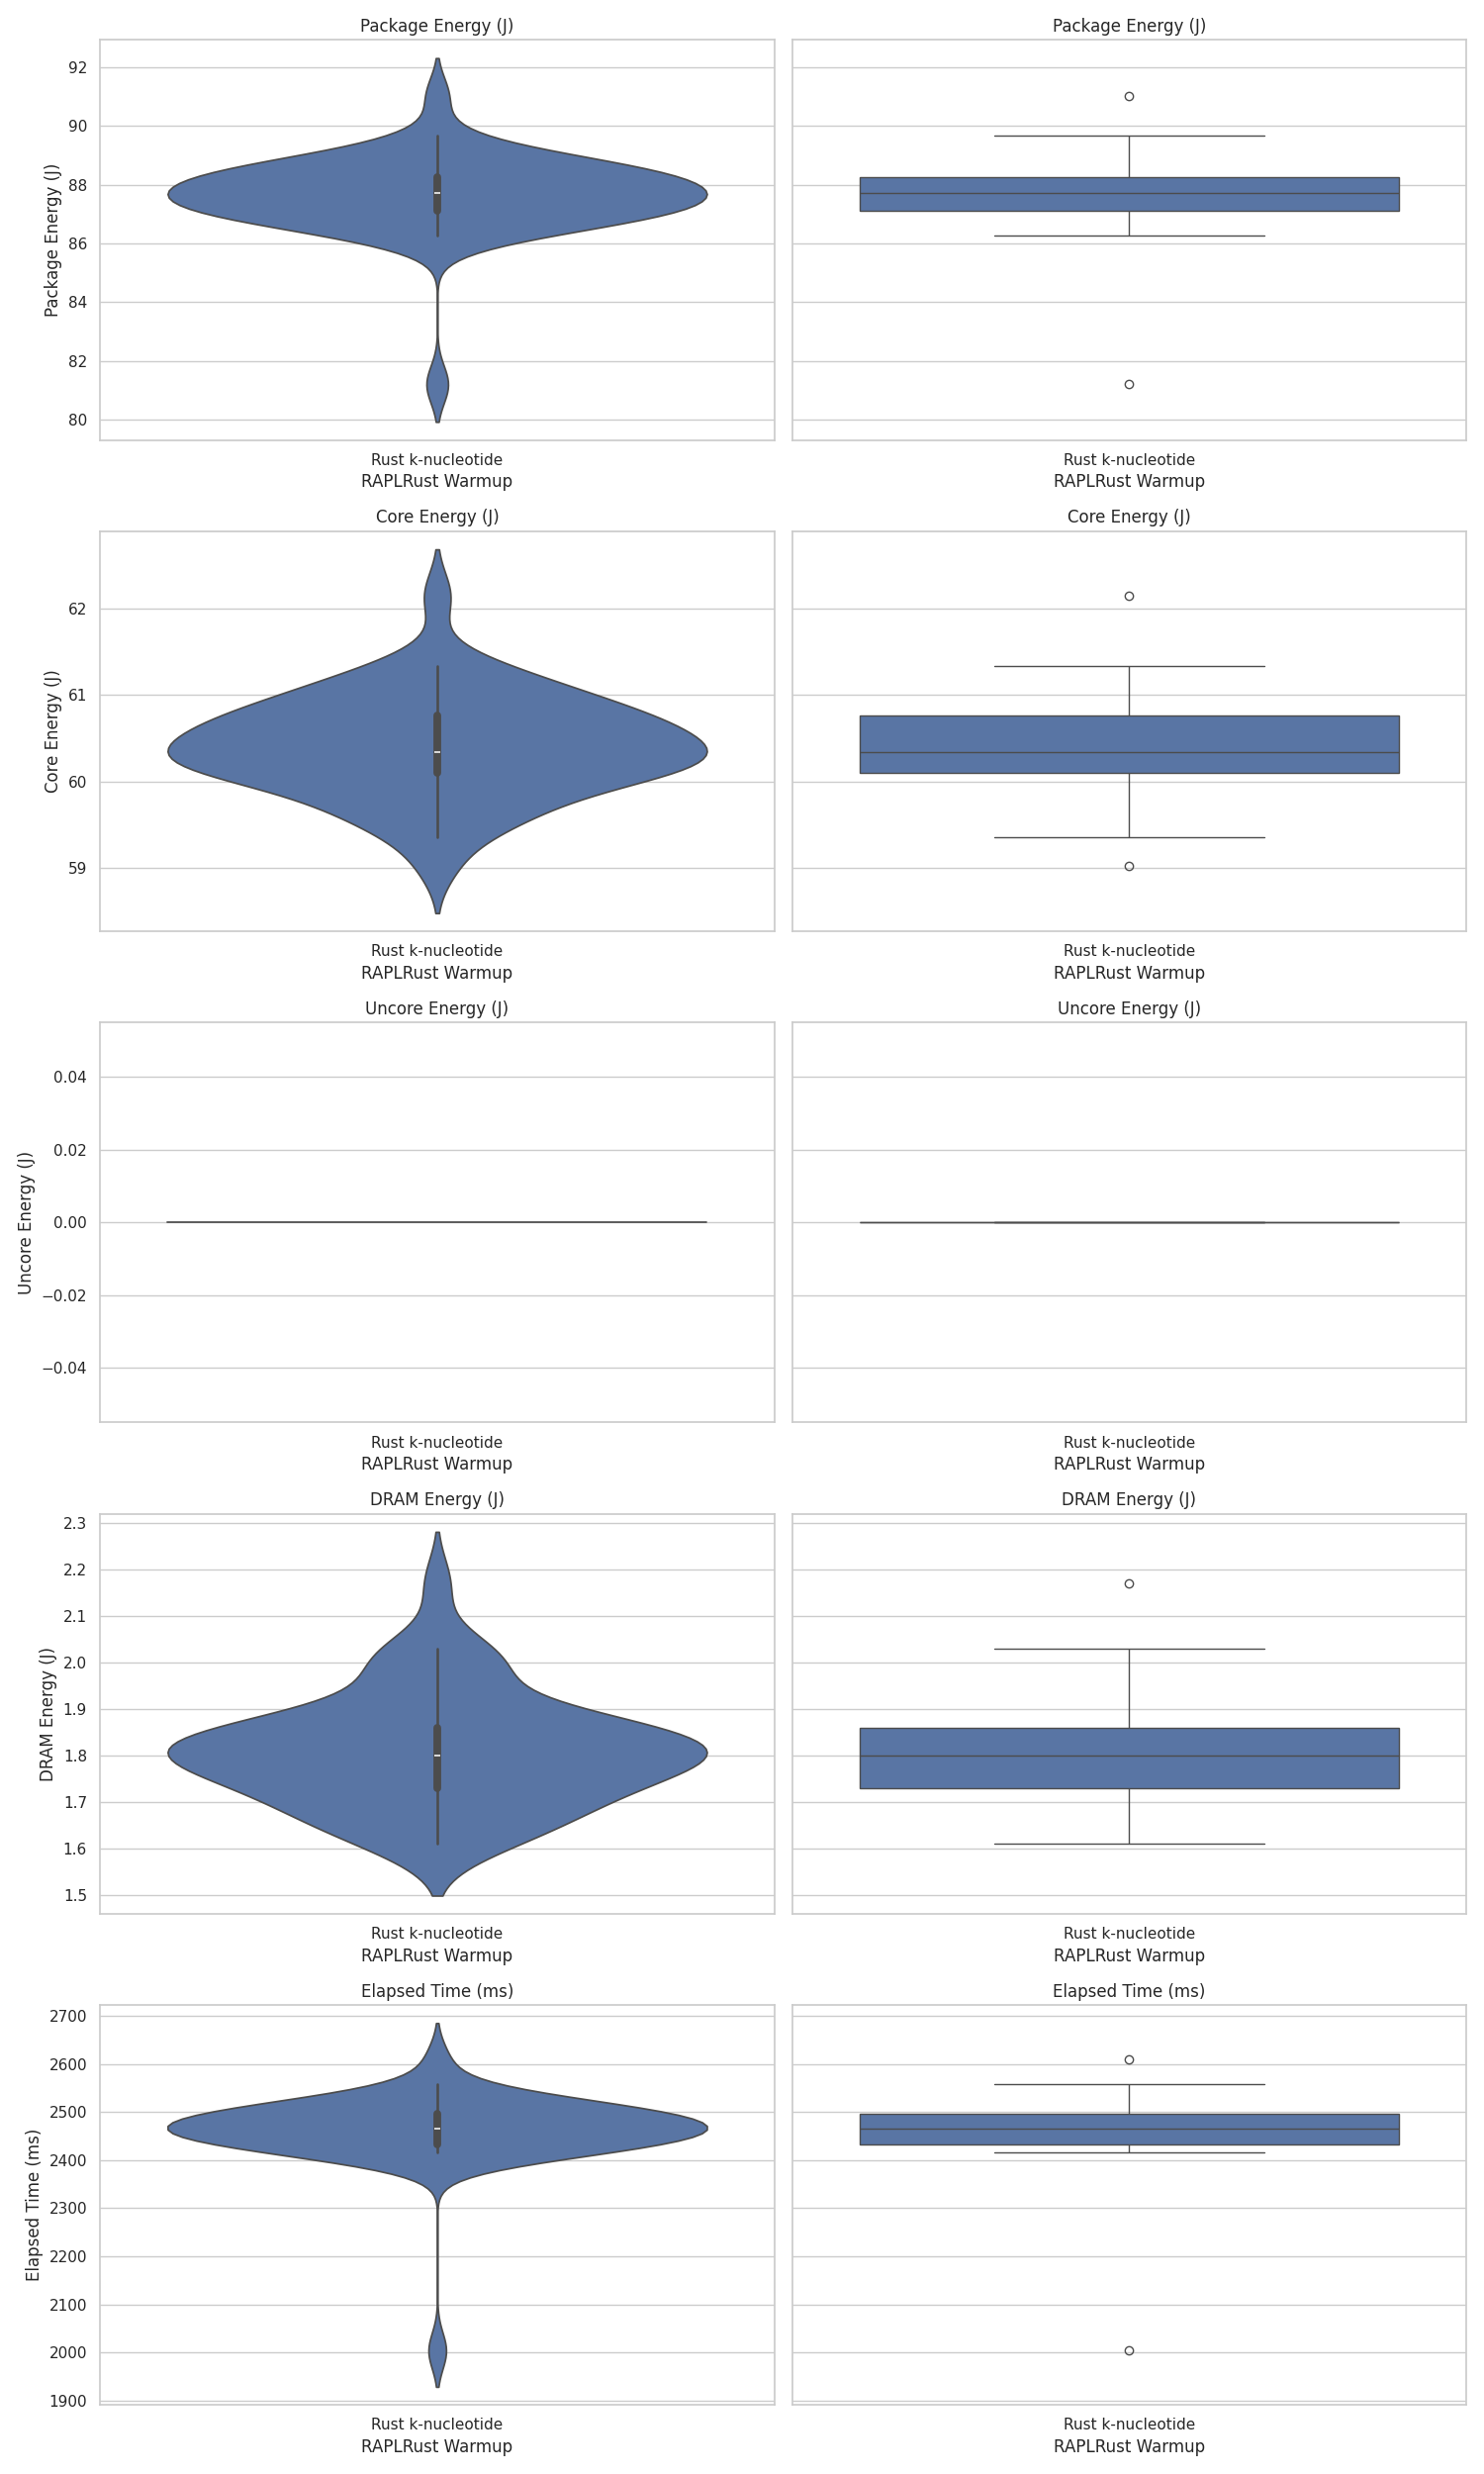 Package Energy (J)
Package Energy (J)
Package Energy (J)
92
90
88
86
84
82
80
Rust k-nucleotide
RAPLRust Warmup
Rust k-nucleotide
RAPLRust Warmup
Core Energy (J)
Core Energy (J)
Core Energy (J)
62
61
60
59
Rust k-nucleotide
RAPLRust Warmup
Rust k-nucleotide
RAPLRust Warmup
Uncore Energy (J)
Uncore Energy (J)
Uncore Energy (J)
0.04
0.02
0.00
−0.02
−0.04
Rust k-nucleotide
RAPLRust Warmup
Rust k-nucleotide
RAPLRust Warmup
DRAM Energy (J)
DRAM Energy (J)
DRAM Energy (J)
2.3
2.2
2.1
2.0
1.9
1.8
1.7
1.6
1.5
Rust k-nucleotide
RAPLRust Warmup
Rust k-nucleotide
RAPLRust Warmup
Elapsed Time (ms)
Elapsed Time (ms)
Elapsed Time (ms)
2700
2600
2500
2400
2300
2200
2100
2000
1900
Rust k-nucleotide
RAPLRust Warmup
Rust k-nucleotide
RAPLRust Warmup